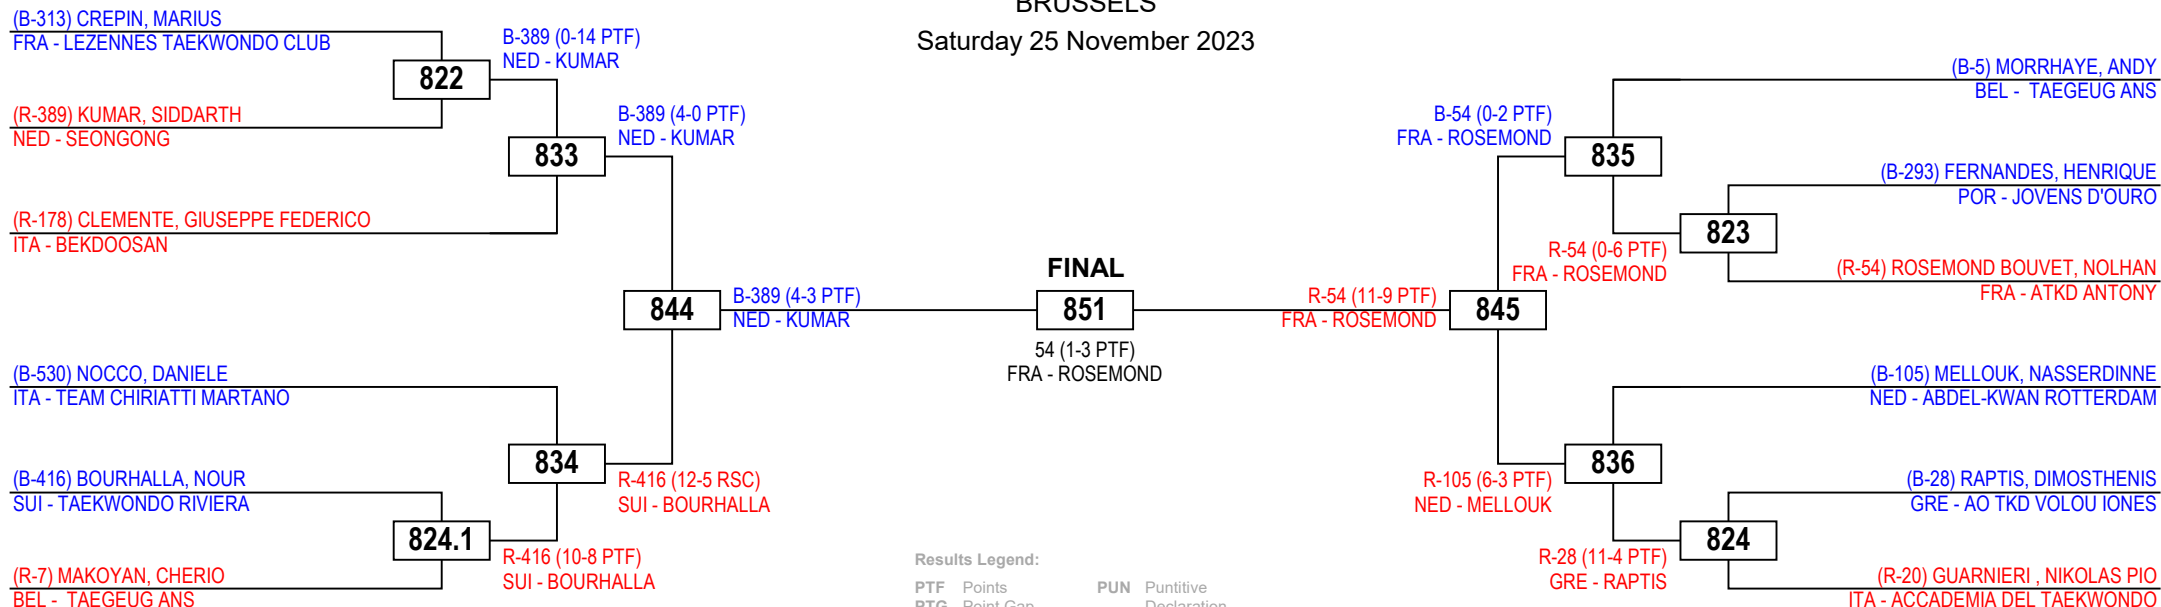 BRUSSELS
Saturday 25 November 2023
(B-313) CREPIN, MARIUS
FRA - LEZENNES TAEKWONDO CLUB
822
(R-389) KUMAR, SIDDARTH
NED - SEONGONG
B-389 (0-14 PTF)
NED - KUMAR
833
(R-178) CLEMENTE, GIUSEPPE FEDERICO
ITA - BEKDOOSAN
B-389 (4-0 PTF)
NED - KUMAR
844
(B-530) NOCCO, DANIELE
ITA - TEAM CHIRIATTI MARTANO
834
(B-416) BOURHALLA, NOUR
SUI - TAEKWONDO RIVIERA
824.1
(R-7) MAKOYAN, CHERIO
BEL - TAEGEUG ANS
R-416 (10-8 PTF)
SUI - BOURHALLA
R-416 (12-5 RSC)
SUI - BOURHALLA
B-389 (4-3 PTF)
NED - KUMAR
FINAL
851
54 (1-3 PTF)
FRA - ROSEMOND
R-54 (11-9 PTF)
FRA - ROSEMOND
845
B-54 (0-2 PTF)
FRA - ROSEMOND
835
(B-5) MORRHAYE, ANDY
BEL - TAEGEUG ANS
(B-293) FERNANDES, HENRIQUE
POR - JOVENS D'OURO
823
R-54 (0-6 PTF)
FRA - ROSEMOND
(R-54) ROSEMOND BOUVET, NOLHAN
FRA - ATKD ANTONY
(B-105) MELLOUK, NASSERDINNE
NED - ABDEL-KWAN ROTTERDAM
836
R-105 (6-3 PTF)
NED - MELLOUK
(B-28) RAPTIS, DIMOSTHENIS
GRE - AO TKD VOLOU IONES
824
R-28 (11-4 PTF)
GRE - RAPTIS
(R-20) GUARNIERI , NIKOLAS PIO
ITA - ACCADEMIA DEL TAEKWONDO
Results Legend:
PTF Points PUN Puntitive
PTG Point Gap Declaration